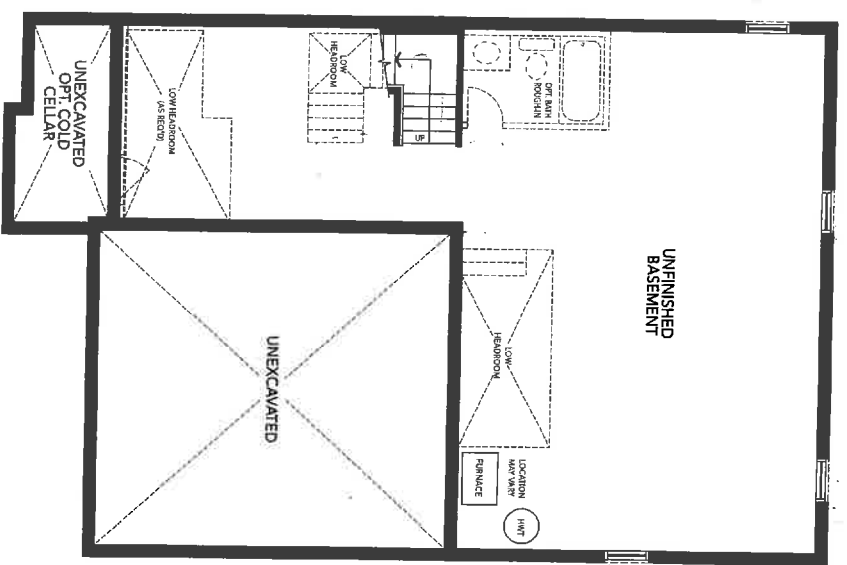 UNEXCAVATED
OPT. COLD
CELLAR
LOW HEADROOM
(AS REQ'D)
LOW
HEADROOM
UP
OPT. BATH
ROUGH-IN
UNFINISHED
BASEMENT
LOW
HEADROOM
UNEXCAVATED
LOCATION
MAY VARY
FURNACE
HWT